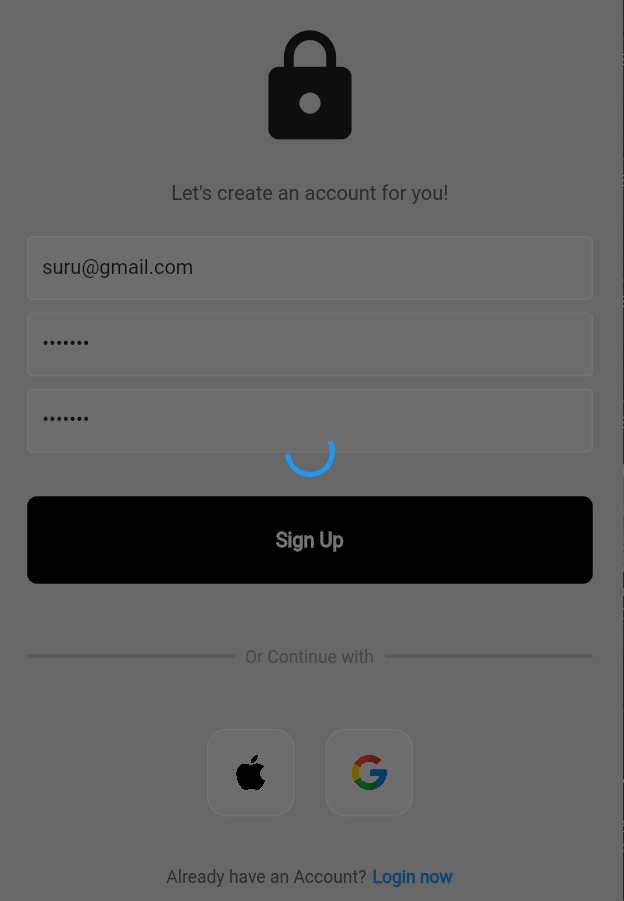 Let's create an account for you!
suru@gmail.com
•••••••
•••••••
Sign Up
Or Continue with
Already have an Account? Login now